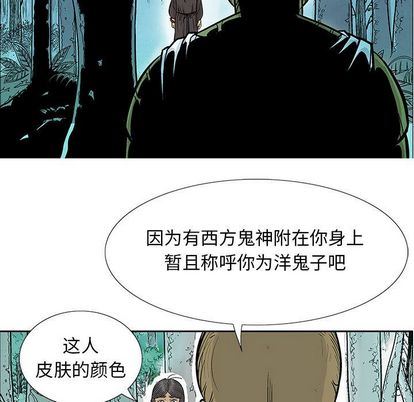 因为有西方鬼神附在你身上
暂且称呼你为洋鬼子吧
这人
皮肤的颜色